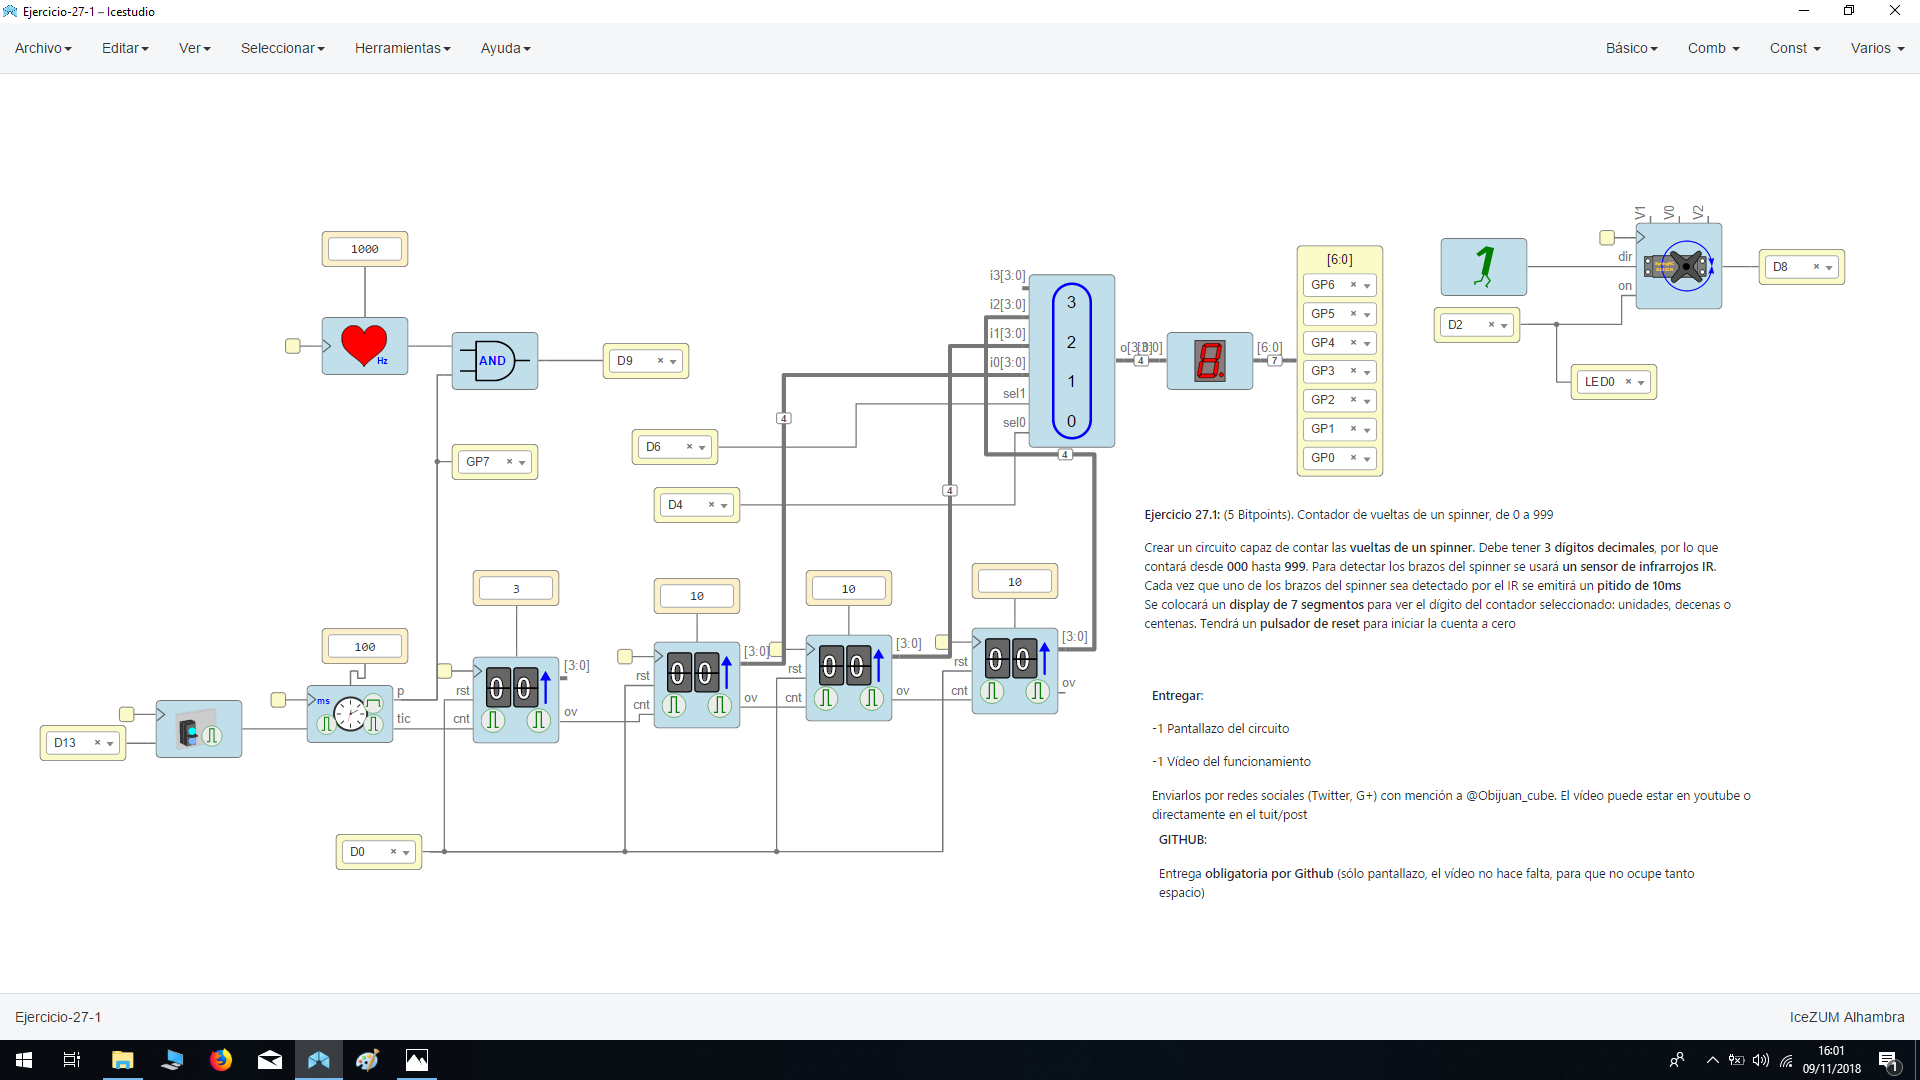 Ejercicio-27-1 – Icestudio
Archivo Editar Ver Seleccionar Herramientas Ayuda Básico Comb Const Varios
1000
Hz
AND
D9
GP7
D6
D4
i3[3:0]
i2[3:0]
i1[3:0]
i0[3:0]
sel1
sel0
3
2
1
0
4
4
4
4
7
[6:0]
[6:0]
GP6
GP5
GP4
GP3
GP2
GP1
GP0
V1 V0 V2
1
dir
on
D8
D2
LED0
Ejercicio 27.1: (5 Bitpoints). Contador de vueltas de un spinner, de 0 a 999
Crear un circuito capaz de contar las vueltas de un spinner. Debe tener 3 dígitos decimales, por lo que
contará desde 000 hasta 999. Para detectar los brazos del spinner se usará un sensor de infrarrojos IR.
Cada vez que uno de los brazos del spinner sea detectado por el IR se emitirá un pitido de 10ms
Se colocará un display de 7 segmentos para ver el dígito del contador seleccionado: unidades, decenas o
centenas. Tendrá un pulsador de reset para iniciar la cuenta a cero
3
10
10
10
100
D13
ms
p
tic
rst
cnt
00
[3:0]
ov
rst
cnt
00
[3:0]
ov
rst
cnt
00
[3:0]
ov
rst
cnt
00
[3:0]
ov
D0
Entregar:
-1 Pantallazo del circuito
-1 Vídeo del funcionamiento
Enviarlos por redes sociales (Twitter, G+) con mención a @Obijuan_cube. El vídeo puede estar en youtube o
directamente en el tuit/post
GITHUB:
Entrega obligatoria por Github (sólo pantallazo, el vídeo no hace falta, para que no ocupe tanto
espacio)
Ejercicio-27-1
IceZUM Alhambra
16:01
09/11/2018
1